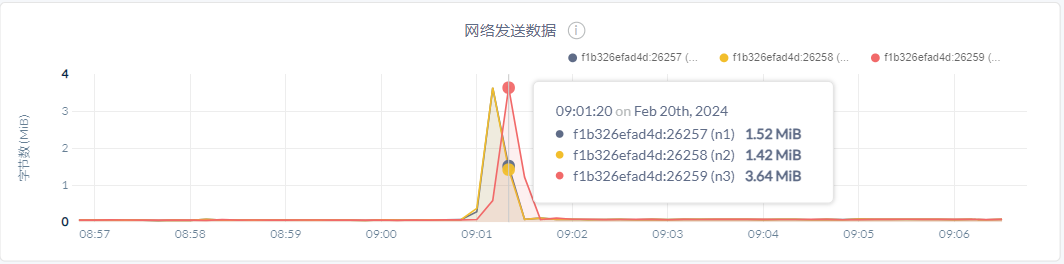 网络发送数据 ⓘ
f1b326efad4d:26257 (... f1b326efad4d:26258 (... f1b326efad4d:26259 (...
字节数 (MiB)
4
3
2
1
0
09:01:20 on Feb 20th, 2024
f1b326efad4d:26257 (n1) 1.52 MiB
f1b326efad4d:26258 (n2) 1.42 MiB
f1b326efad4d:26259 (n3) 3.64 MiB
08:57 08:58 08:59 09:00 09:01 09:02 09:03 09:04 09:05 09:06